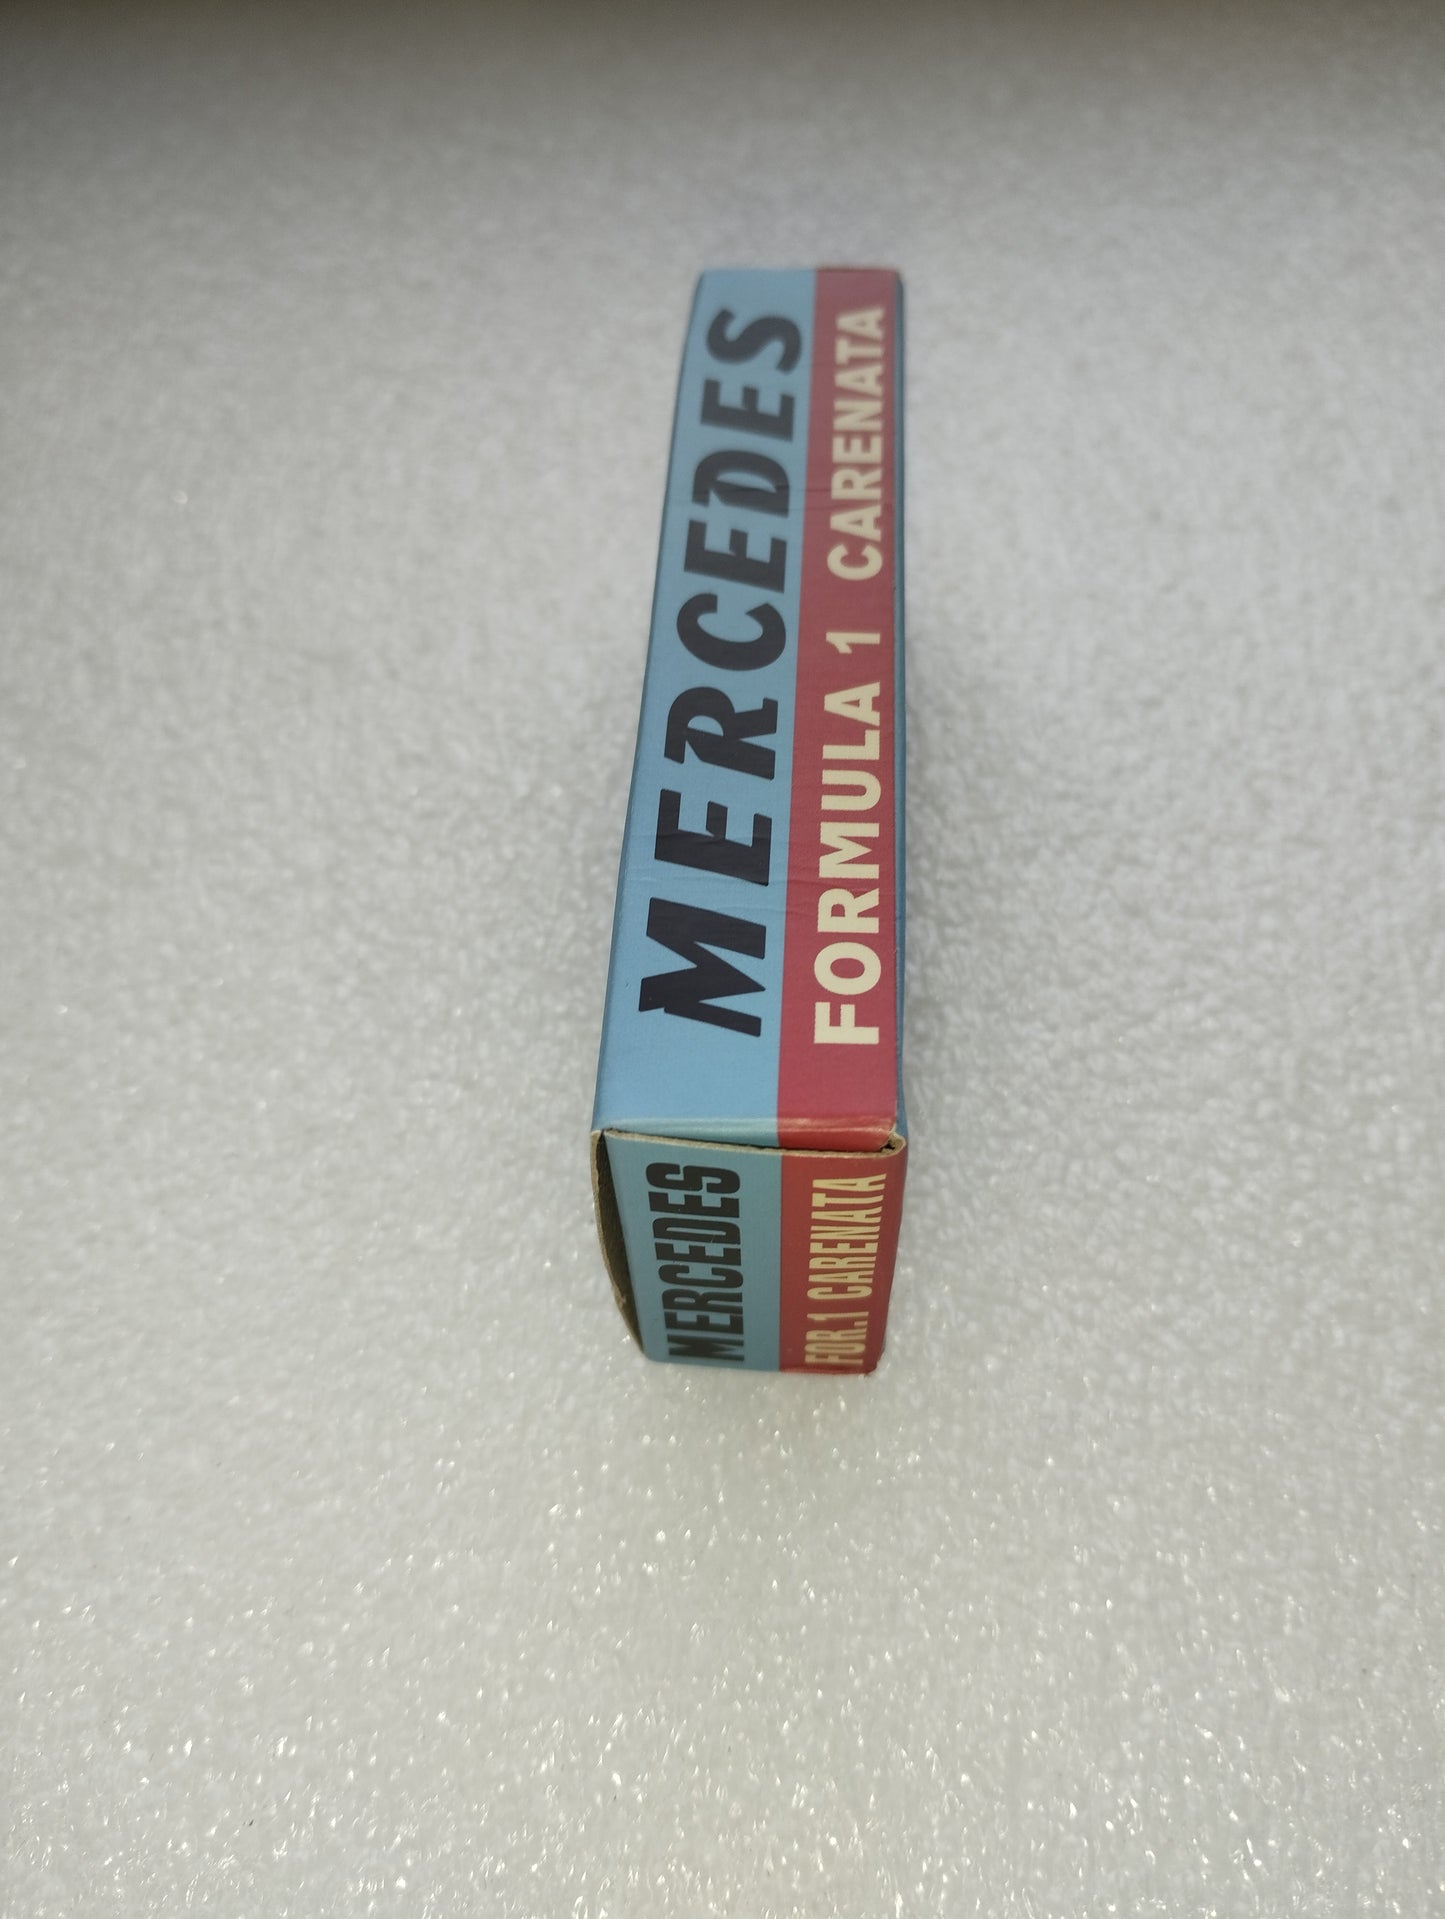 MERCEDES
FORMULA 1 CARENATA
MERCEDES
FOR.1 CARENATA